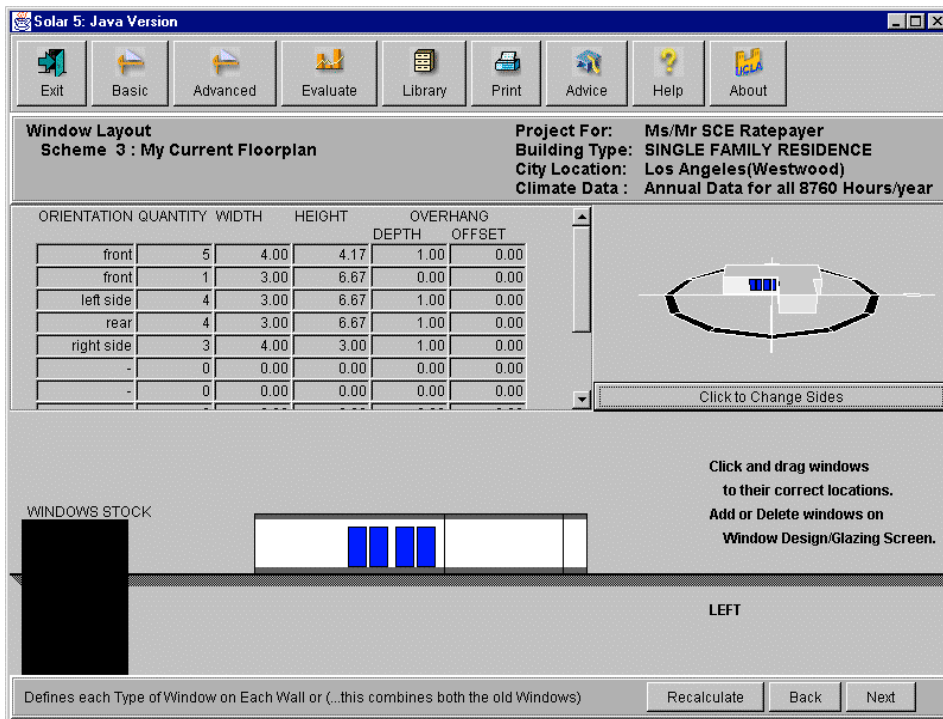 Solar 5: Java Version
Exit Basic Advanced Evaluate Library Print Advice Help About
UCLA
Window Layout
Scheme 3 : My Current Floorplan
Project For: Ms/Mr SCE Ratepayer
Building Type: SINGLE FAMILY RESIDENCE
City Location: Los Angeles(Westwood)
Climate Data : Annual Data for all 8760 Hours/year
ORIENTATION QUANTITY WIDTH HEIGHT OVERHANG
DEPTH OFFSET
front 5 4.00 4.17 1.00 0.00
front 1 3.00 6.67 0.00 0.00
left side 4 3.00 6.67 1.00 0.00
rear 4 3.00 6.67 1.00 0.00
right side 3 4.00 3.00 1.00 0.00
- 0 0.00 0.00 0.00 0.00
- 0 0.00 0.00 0.00 0.00
Click to Change Sides
Click and drag windows
to their correct locations.
Add or Delete windows on
Window Design/Glazing Screen.
WINDOWS STOCK
LEFT
Defines each Type of Window on Each Wall or (...this combines both the old Windows)
Recalculate Back Next